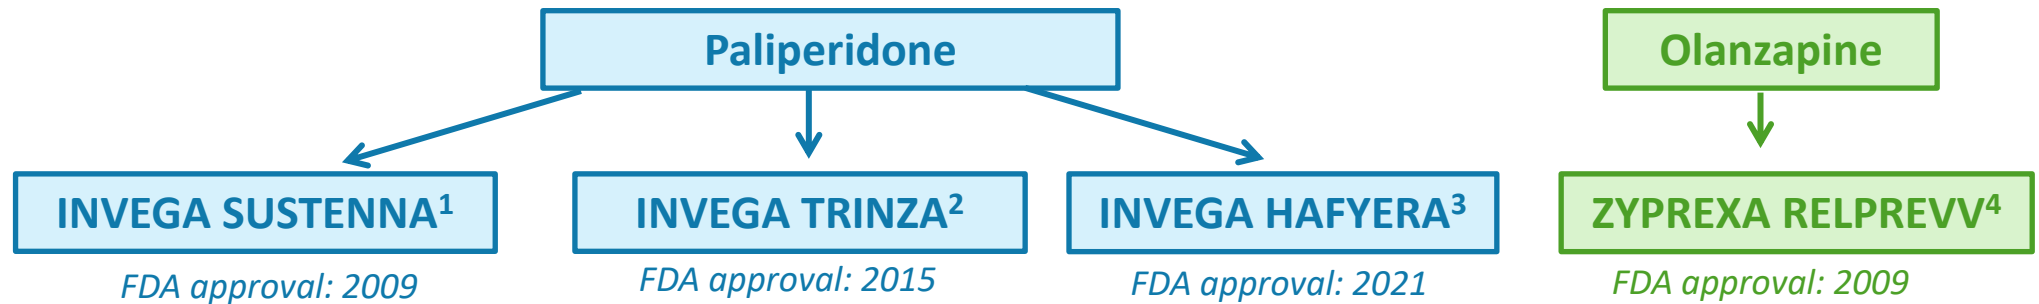 Paliperidone
Olanzapine
INVEGA SUSTENNA¹
INVEGA TRINZA²
INVEGA HAFYERA³
ZYPREXA RELPREVV⁴
FDA approval: 2009
FDA approval: 2015
FDA approval: 2021
FDA approval: 2009